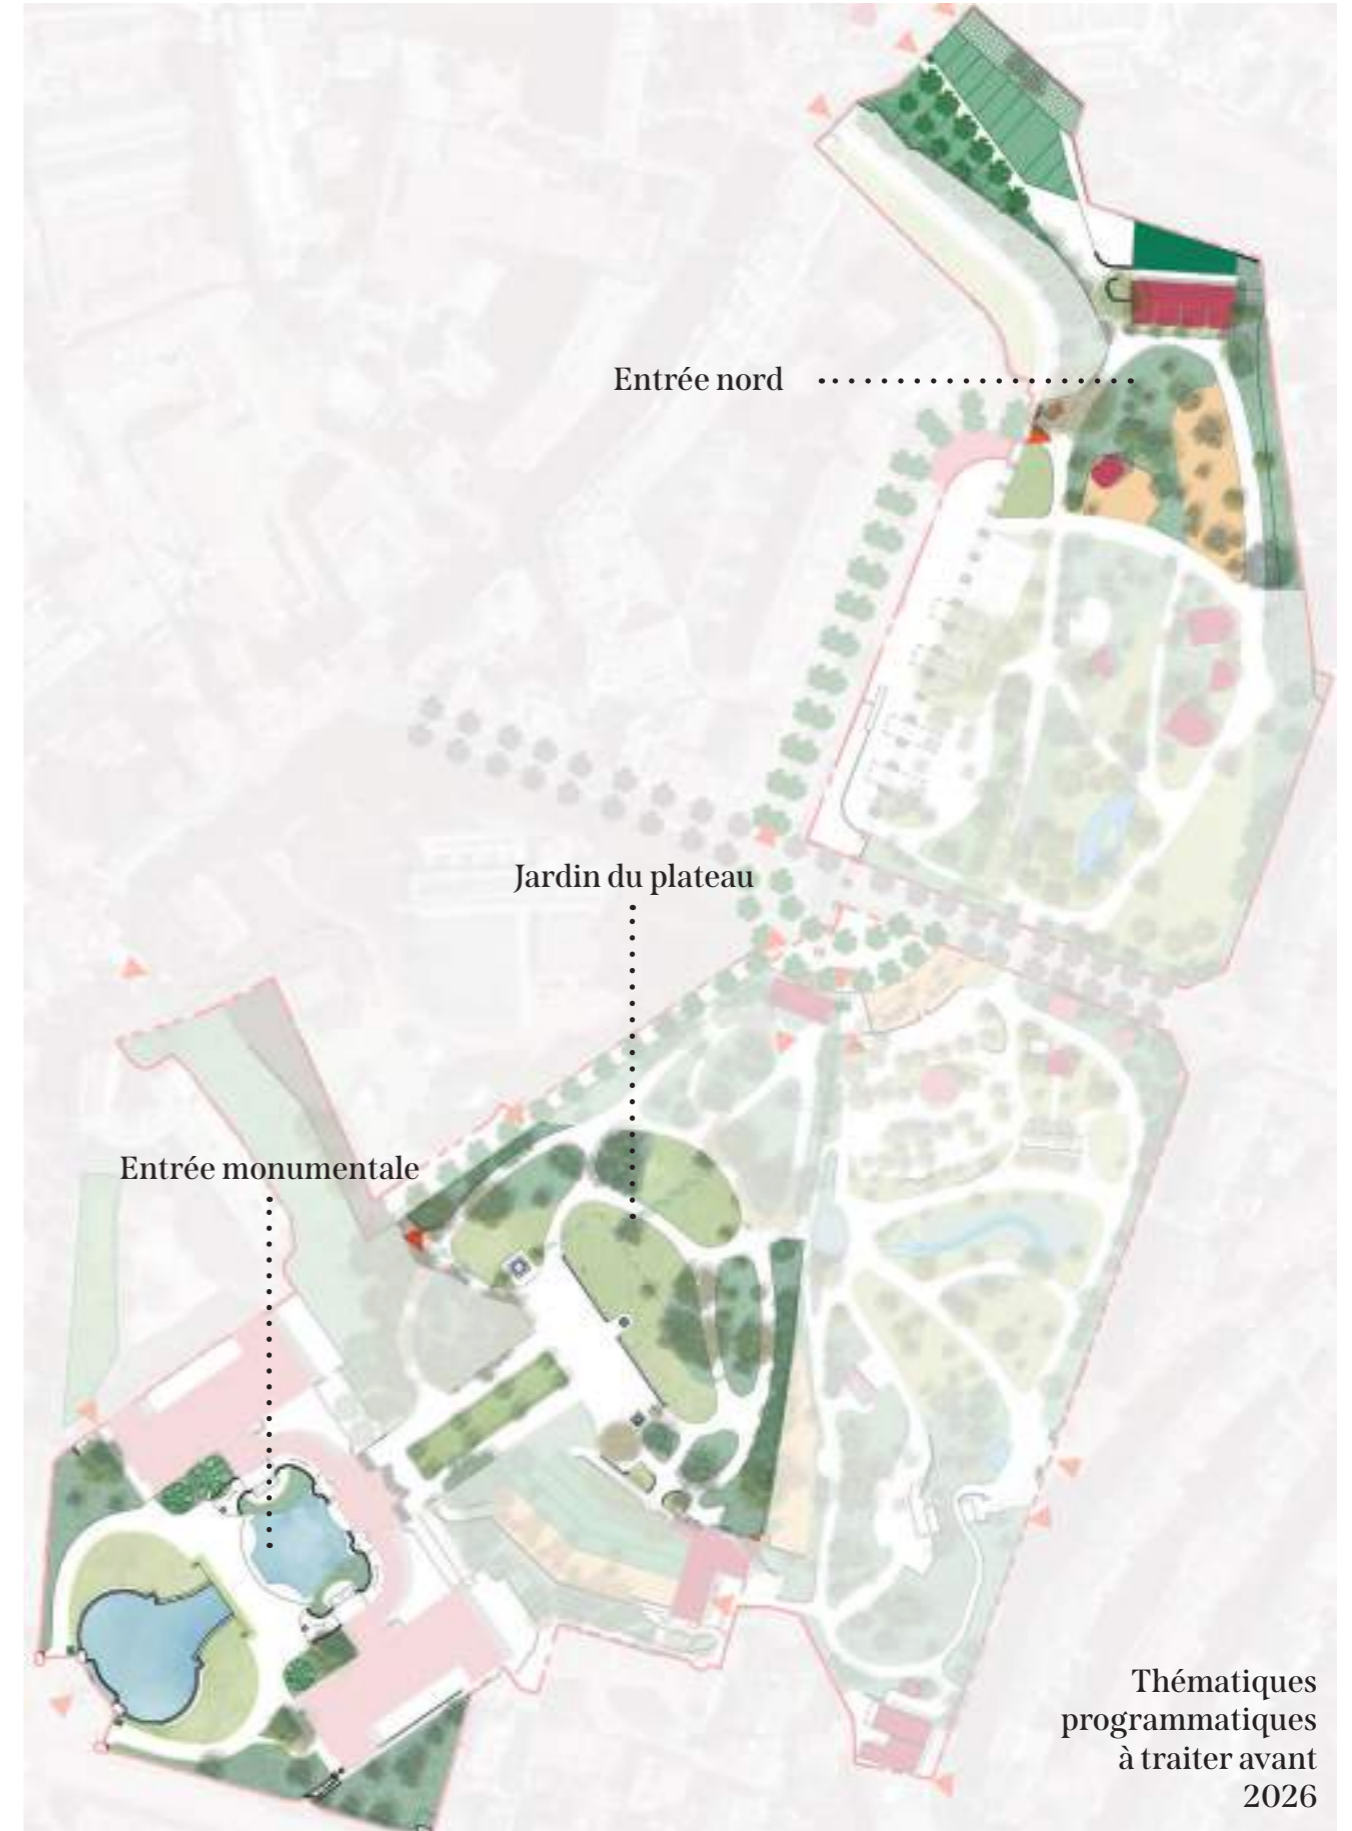 Entrée nord
Jardin du plateau
Entrée monumentale
Thématiques
programmatiques
à traiter avant
2026